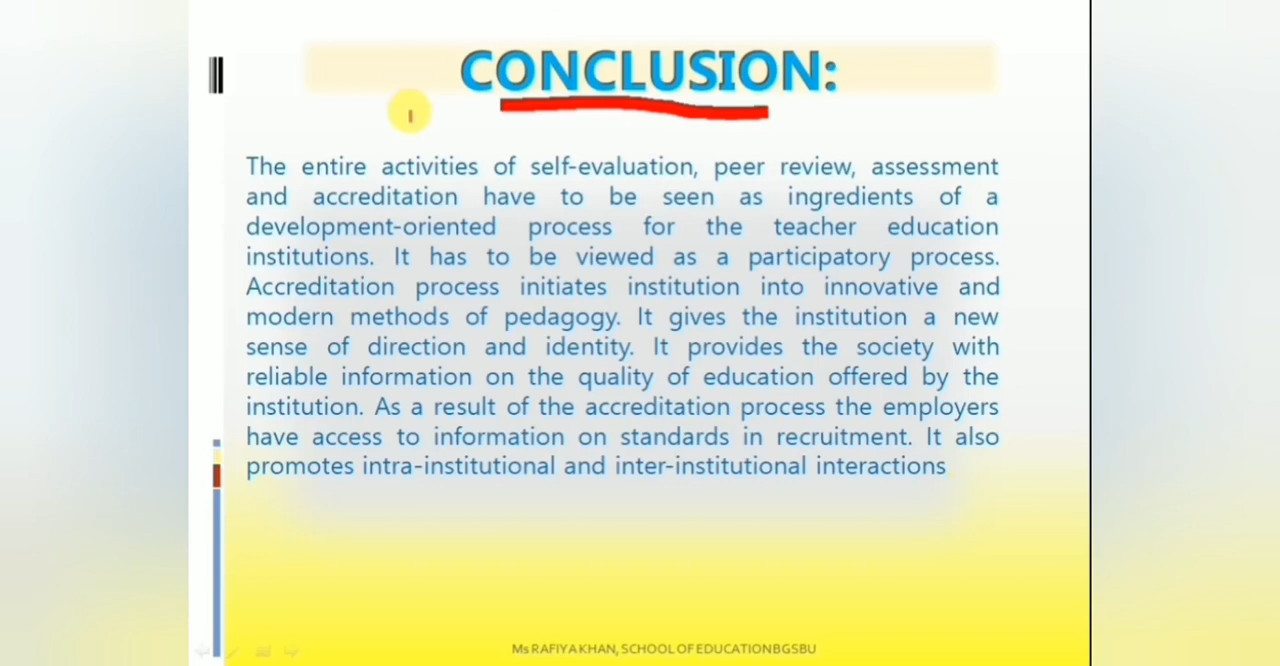 CONCLUSION:
The entire activities of self-evaluation, peer review, assessment
and accreditation have to be seen as ingredients of a
development-oriented process for the teacher education
institutions. It has to be viewed as a participatory process.
Accreditation process initiates institution into innovative and
modern methods of pedagogy. It gives the institution a new
sense of direction and identity. It provides the society with
reliable information on the quality of education offered by the
institution. As a result of the accreditation process the employers
have access to information on standards in recruitment. It also
promotes intra-institutional and inter-institutional interactions
Ms RAFIYA KHAN, SCHOOL OF EDUCATION BGSBU